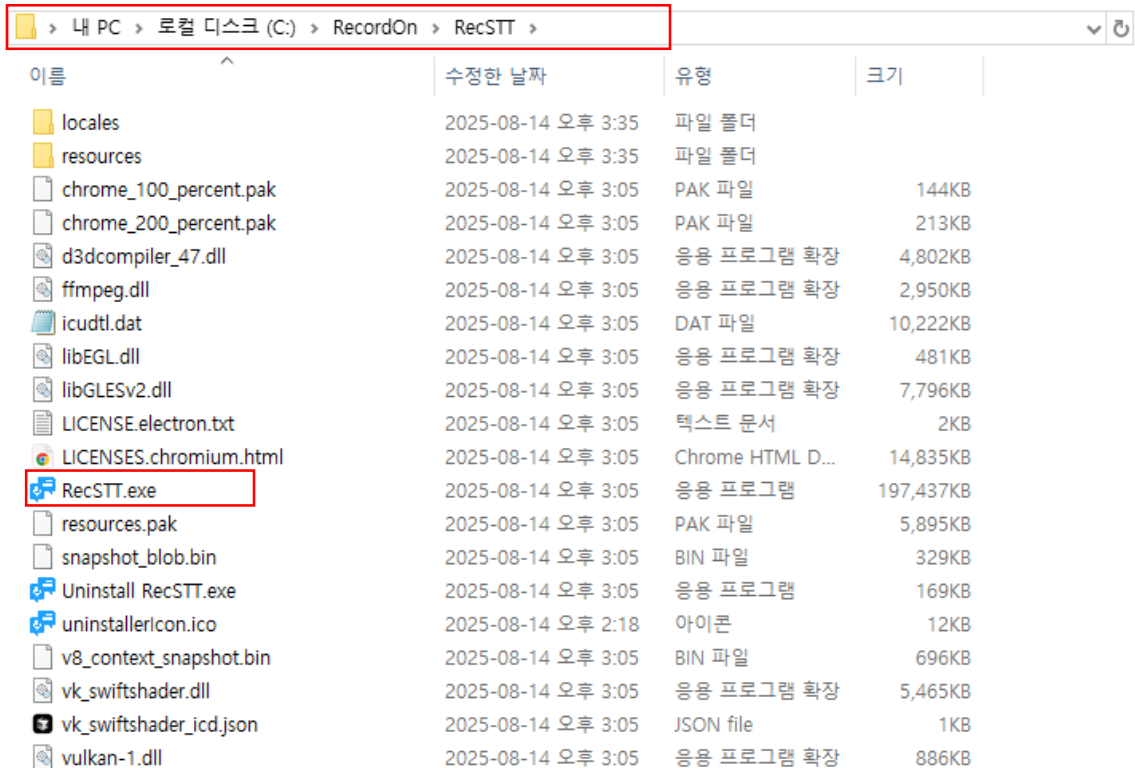 내 PC > 로컬 디스크 (C:) > RecordOn > RecSTT >
이름 수정한 날짜 유형 크기
locales 2025-08-14 오후 3:35 파일 폴더
resources 2025-08-14 오후 3:35 파일 폴더
chrome_100_percent.pak 2025-08-14 오후 3:05 PAK 파일 144KB
chrome_200_percent.pak 2025-08-14 오후 3:05 PAK 파일 213KB
d3dcompiler_47.dll 2025-08-14 오후 3:05 응용 프로그램 확장 4,802KB
ffmpeg.dll 2025-08-14 오후 3:05 응용 프로그램 확장 2,950KB
icudtl.dat 2025-08-14 오후 3:05 DAT 파일 10,222KB
libEGL.dll 2025-08-14 오후 3:05 응용 프로그램 확장 481KB
libGLESv2.dll 2025-08-14 오후 3:05 응용 프로그램 확장 7,796KB
LICENSE.electron.txt 2025-08-14 오후 3:05 텍스트 문서 2KB
LICENSES.chromium.html 2025-08-14 오후 3:05 Chrome HTML D... 14,835KB
RecSTT.exe 2025-08-14 오후 3:05 응용 프로그램 197,437KB
resources.pak 2025-08-14 오후 3:05 PAK 파일 5,895KB
snapshot_blob.bin 2025-08-14 오후 3:05 BIN 파일 329KB
Uninstall RecSTT.exe 2025-08-14 오후 3:05 응용 프로그램 169KB
uninstallerIcon.ico 2025-08-14 오후 2:18 아이콘 12KB
v8_context_snapshot.bin 2025-08-14 오후 3:05 BIN 파일 696KB
vk_swiftshader.dll 2025-08-14 오후 3:05 응용 프로그램 확장 5,465KB
vk_swiftshader_icd.json 2025-08-14 오후 3:05 JSON file 1KB
vulkan-1.dll 2025-08-14 오후 3:05 응용 프로그램 확장 886KB